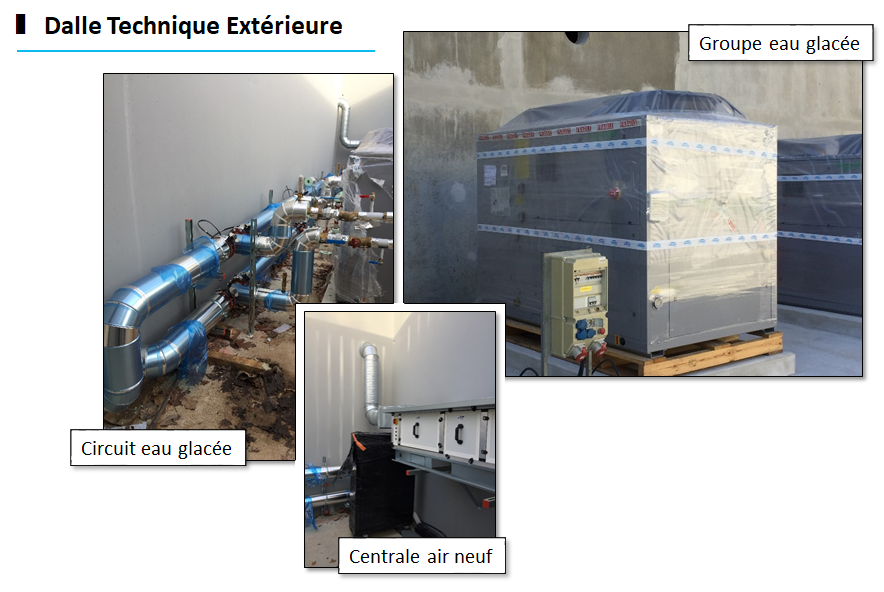 Dalle Technique Extérieure
Groupe eau glacée
Circuit eau glacée
Centrale air neuf